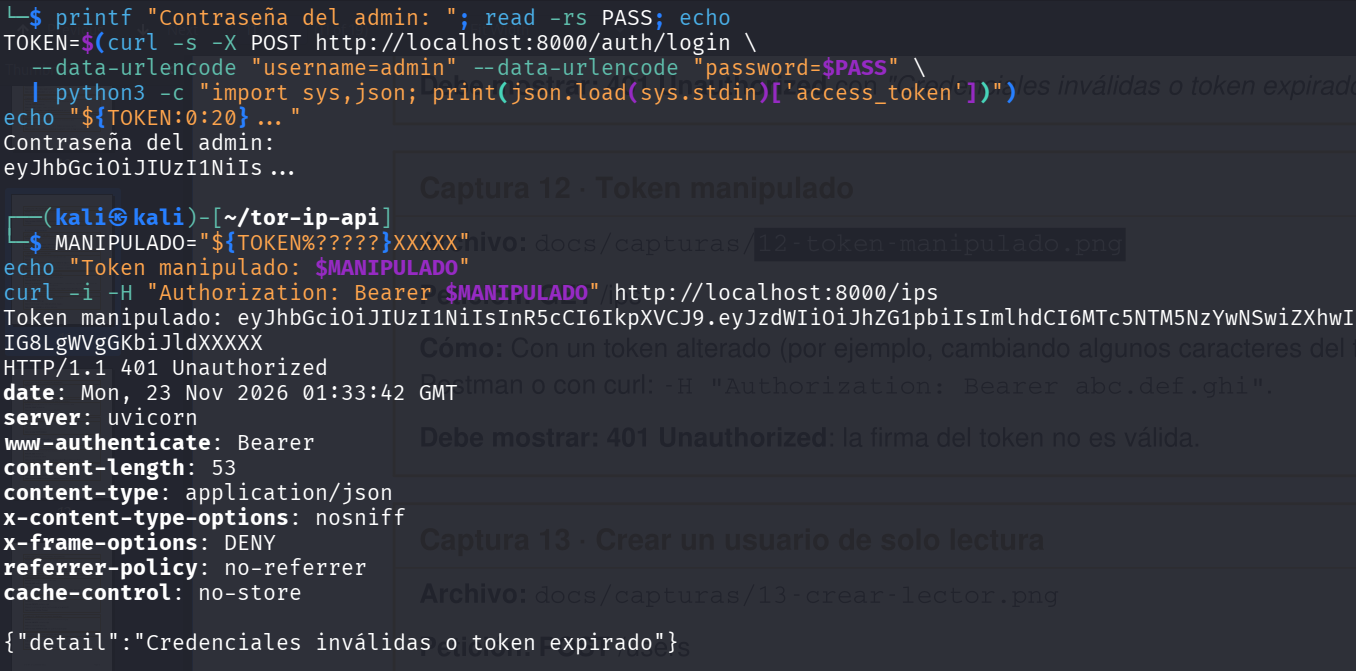 └─$ printf "Contraseña del admin: "; read -rs PASS; echo
TOKEN=$(curl -s -X POST http://localhost:8000/auth/login \
  --data-urlencode "username=admin" --data-urlencode "password=$PASS" \
  | python3 -c "import sys,json; print(json.load(sys.stdin)['access_token'])")
echo "${TOKEN:0:20}..."
Contraseña del admin:
eyJhbGciOiJIUzI1NiIs...
Debe mostrar: 401 Unauthorized
"Credenciales inválidas o token expirado
Captura 12 · Token manipulado
┌──(kali㉿kali)-[~/tor-ip-api]
└─$ MANIPULADO="${TOKEN%?????}XXXXX"
Archivo: docs/capturas/12-token-manipulado.png
echo "Token manipulado: $MANIPULADO"
curl -i -H "Authorization: Bearer $MANIPULADO" http://localhost:8000/ips
Token manipulado: eyJhbGciOiJIUzI1NiIsInR5cCI6IkpXVCJ9.eyJzdWIiOiJhZG1pbiIsImlhdCI6MTc5NTM5NzYwNSwiZXhwI
IG8LgWVgGKbiJldXXXXX
Cómo: Con un token alterado (por ejemplo, cambiando algunos caracteres del
HTTP/1.1 401 Unauthorized
date: Mon, 23 Nov 2026 01:33:42 GMT
Postman o con curl: -H "Authorization: Bearer abc.def.ghi".
server: uvicorn
www-authenticate: Bearer
Debe mostrar: 401 Unauthorized: la firma del token no es válida.
content-length: 53
content-type: application/json
x-content-type-options: nosniff
x-frame-options: DENY
Captura 13 · Crear un usuario de solo lectura
referrer-policy: no-referrer
cache-control: no-store
Archivo: docs/capturas/13-crear-lector.png
{"detail":"Credenciales inválidas o token expirado"}